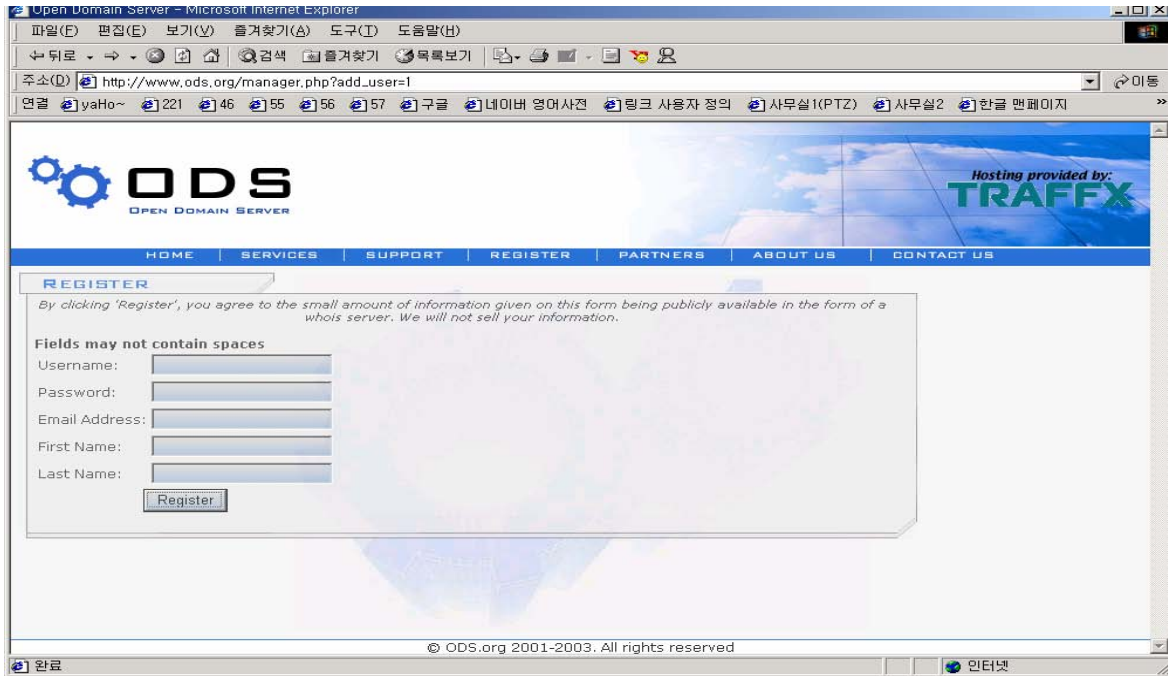 Open Domain Server - Microsoft Internet Explorer
파일(F) 편집(E) 보기(V) 즐겨찾기(A) 도구(T) 도움말(H)
뒤로 검색 즐겨찾기 목록보기
주소(D) http://www.ods.org/manager.php?add_user=1 이동
연결 yaHo~ 221 46 55 56 57 구글 네이버 영어사전 링크 사용자 정의 사무실1(PTZ) 사무실2 한글 맨페이지 »
ODS
OPEN DOMAIN SERVER
Hosting provided by:
TRAFFX
HOME | SERVICES | SUPPORT | REGISTER | PARTNERS | ABOUT US | CONTACT US
REGISTER
By clicking 'Register', you agree to the small amount of information given on this form being publicly available in the form of a
whois server. We will not sell your information.
Fields may not contain spaces
Username:
Password:
Email Address:
First Name:
Last Name:
Register
© ODS.org 2001-2003. All rights reserved
완료 인터넷